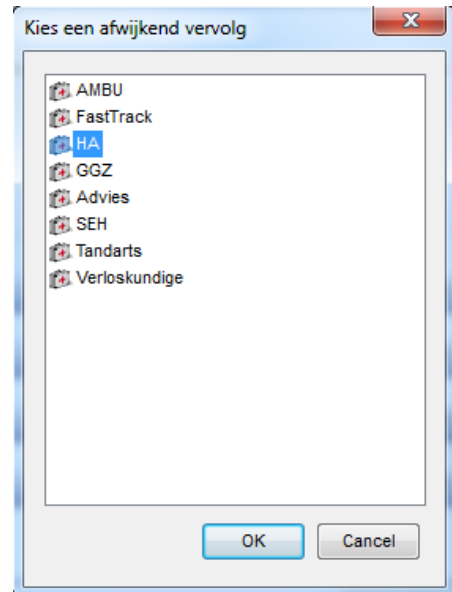 Kies een afwijkend vervolg
AMBU
FastTrack
HA
GGZ
Advies
SEH
Tandarts
Verloskundige
OK
Cancel